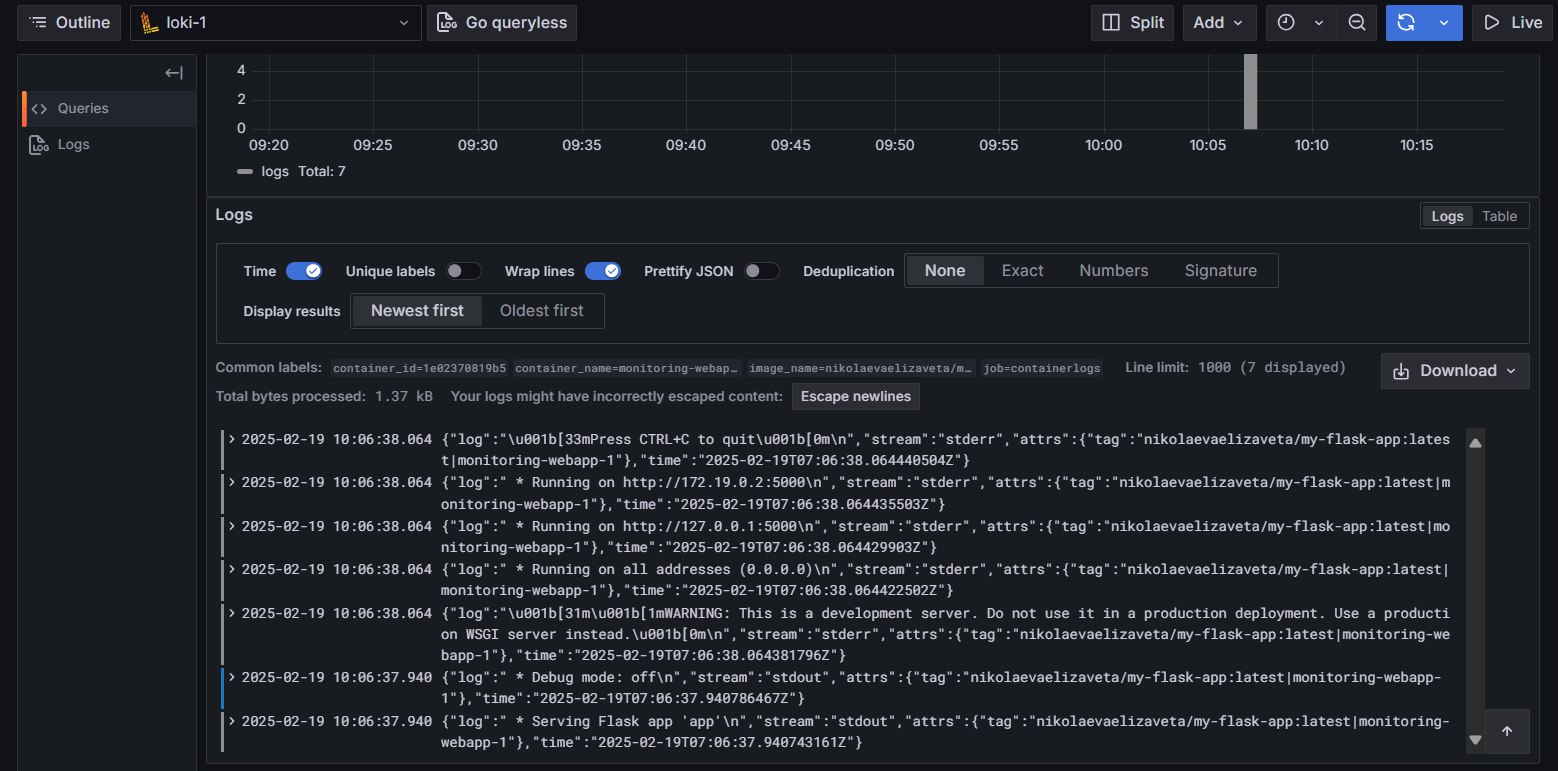 Outline loki-1 Go queryless Split Add Live
Queries
Logs
4
2
0
09:20 09:25 09:30 09:35 09:40 09:45 09:50 09:55 10:00 10:05 10:10 10:15
logs Total: 7
Logs
Logs Table
Time Unique labels Wrap lines Prettify JSON Deduplication None Exact Numbers Signature
Display results Newest first Oldest first
Common labels: container_id=1e02370819b5 container_name=monitoring-webap… image_name=nikolaevaelizaveta/m… job=containerlogs Line limit: 1000 (7 displayed) Download
Total bytes processed: 1.37 kB Your logs might have incorrectly escaped content: Escape newlines
2025-02-19 10:06:38.064 {"log":"\u001b[33mPress CTRL+C to quit\u001b[0m\n","stream":"stderr","attrs":{"tag":"nikolaevaelizaveta/my-flask-app:lates
t|monitoring-webapp-1"},"time":"2025-02-19T07:06:38.064440504Z"}
2025-02-19 10:06:38.064 {"log":" * Running on http://172.19.0.2:5000\n","stream":"stderr","attrs":{"tag":"nikolaevaelizaveta/my-flask-app:latest|m
onitoring-webapp-1"},"time":"2025-02-19T07:06:38.064435503Z"}
2025-02-19 10:06:38.064 {"log":" * Running on http://127.0.0.1:5000\n","stream":"stderr","attrs":{"tag":"nikolaevaelizaveta/my-flask-app:latest|mo
nitoring-webapp-1"},"time":"2025-02-19T07:06:38.064429903Z"}
2025-02-19 10:06:38.064 {"log":" * Running on all addresses (0.0.0.0)\n","stream":"stderr","attrs":{"tag":"nikolaevaelizaveta/my-flask-app:latest|
monitoring-webapp-1"},"time":"2025-02-19T07:06:38.064422502Z"}
2025-02-19 10:06:38.064 {"log":"\u001b[31m\u001b[1mWARNING: This is a development server. Do not use it in a production deployment. Use a producti
on WSGI server instead.\u001b[0m\n","stream":"stderr","attrs":{"tag":"nikolaevaelizaveta/my-flask-app:latest|monitoring-we
bapp-1"},"time":"2025-02-19T07:06:38.064381796Z"}
2025-02-19 10:06:37.940 {"log":" * Debug mode: off\n","stream":"stdout","attrs":{"tag":"nikolaevaelizaveta/my-flask-app:latest|monitoring-webapp-
1"},"time":"2025-02-19T07:06:37.940786467Z"}
2025-02-19 10:06:37.940 {"log":" * Serving Flask app 'app'\n","stream":"stdout","attrs":{"tag":"nikolaevaelizaveta/my-flask-app:latest|monitoring-
webapp-1"},"time":"2025-02-19T07:06:37.940743161Z"}